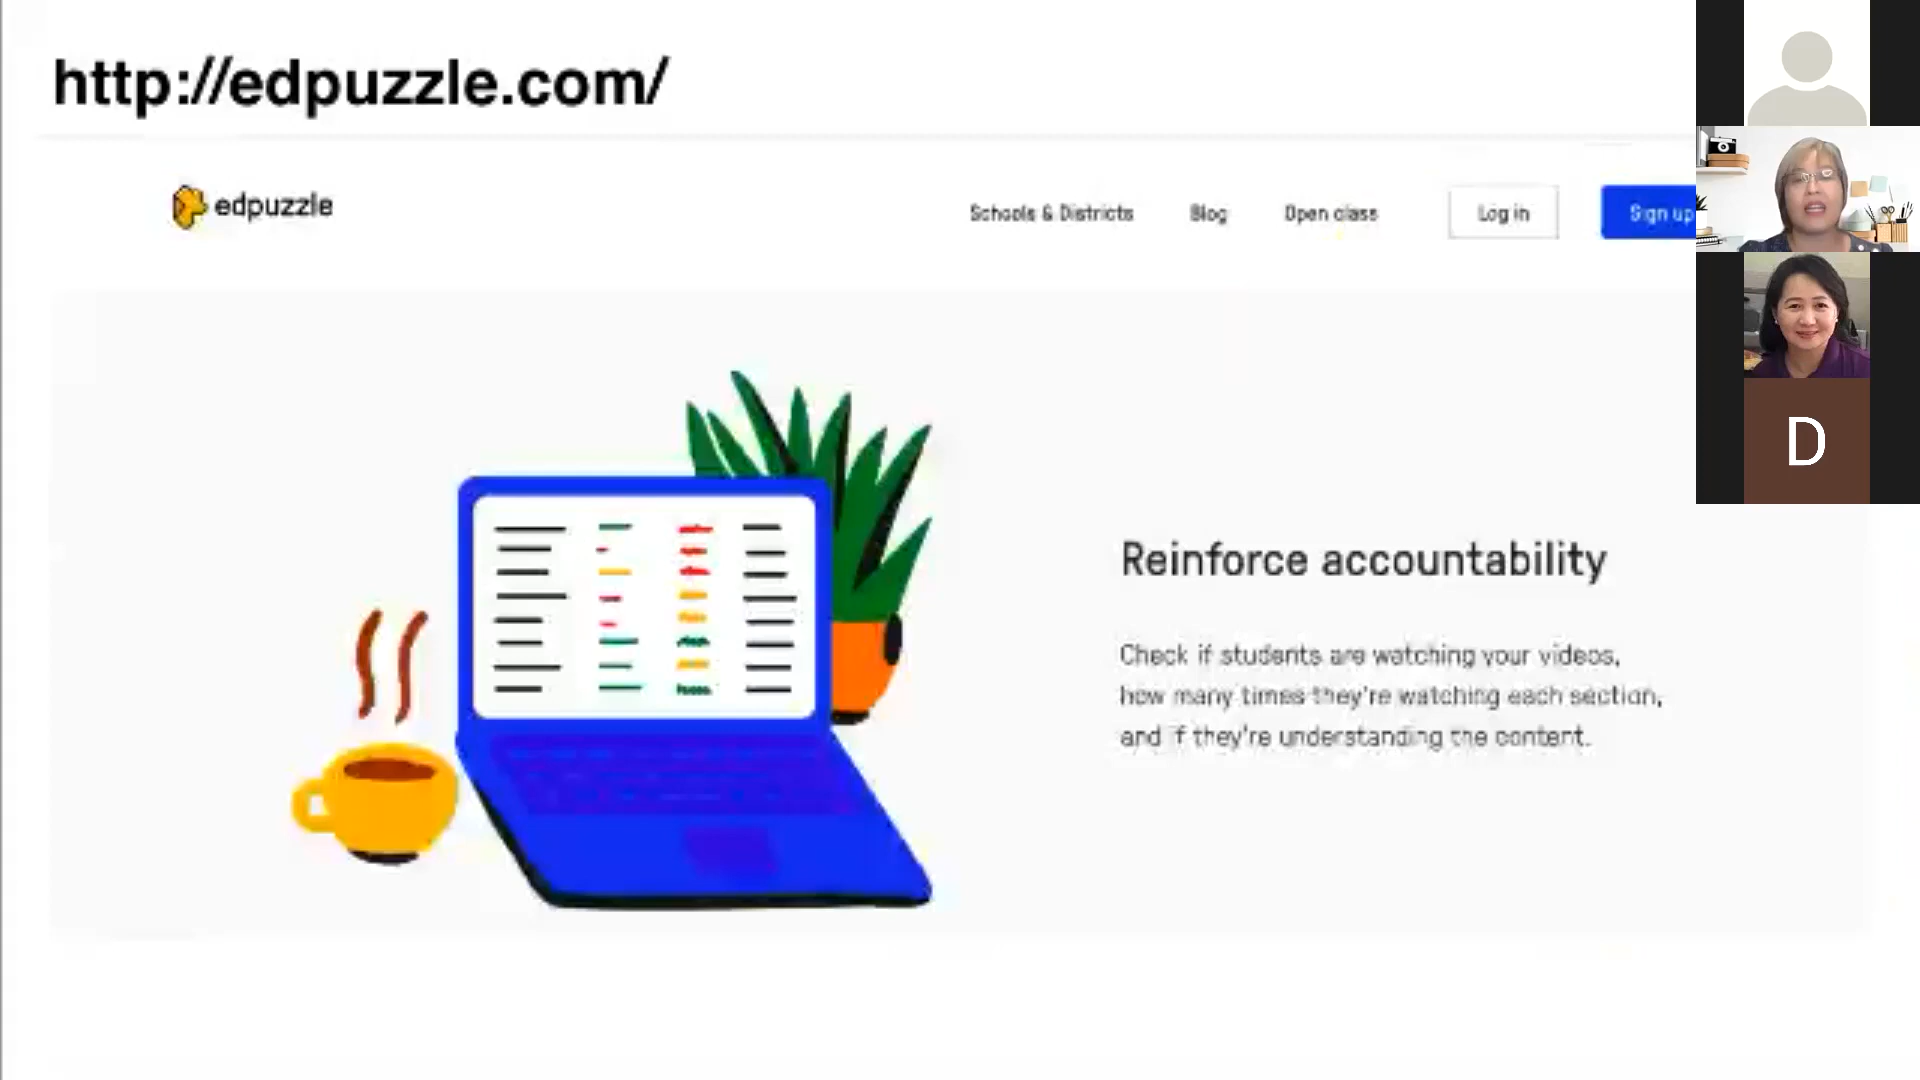 http://edpuzzle.com/
edpuzzle
Schools & Districts
Blog
Open class
Log in
Sign up
Reinforce accountability
Check if students are watching your videos,
how many times they're watching each section,
and if they're understanding the content.
D